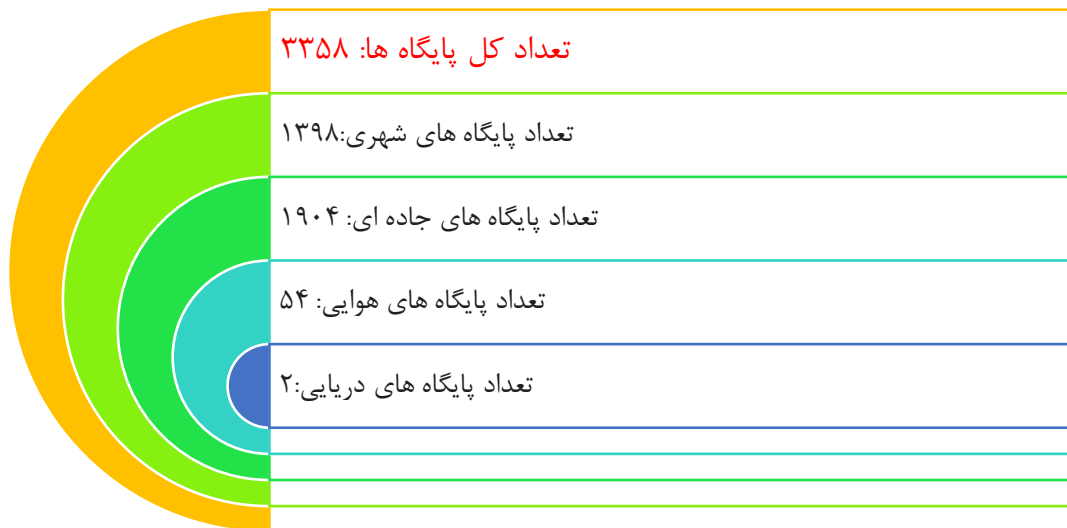 تعداد کل پایگاه ها: ۳۳۵۸
تعداد پایگاه های شهری:۱۳۹۸
تعداد پایگاه های جاده ای: ۱۹۰۴
تعداد پایگاه های هوایی: ۵۴
تعداد پایگاه های دریایی:۲